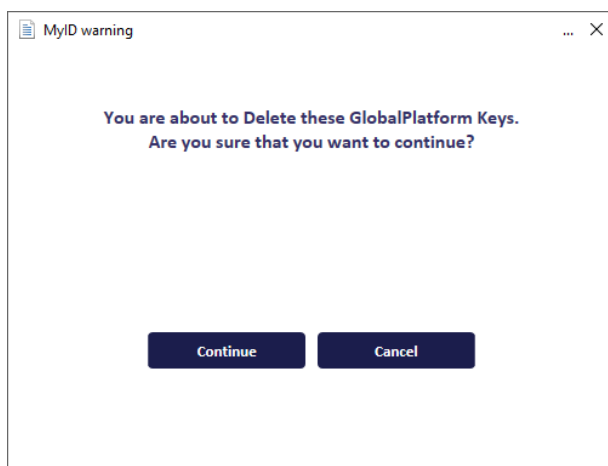 MyID warning
...
You are about to Delete these GlobalPlatform Keys.
Are you sure that you want to continue?
Continue
Cancel